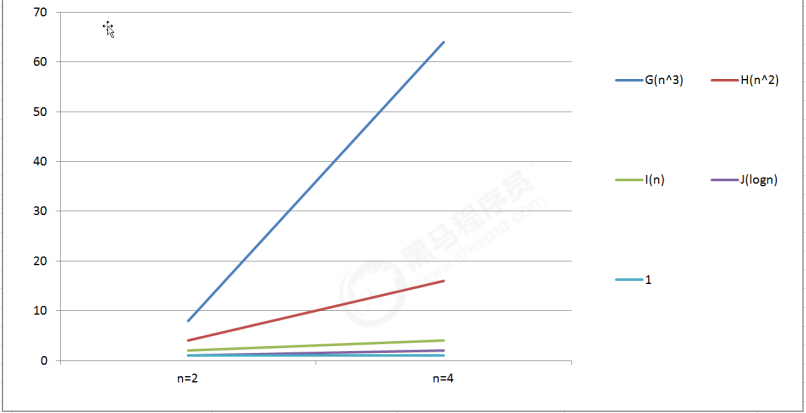 70
60
50
40
30
20
10
0
n=2 n=4
G(n^3) H(n^2)
I(n) J(logn)
1
黑马程序员
www.itheima.com